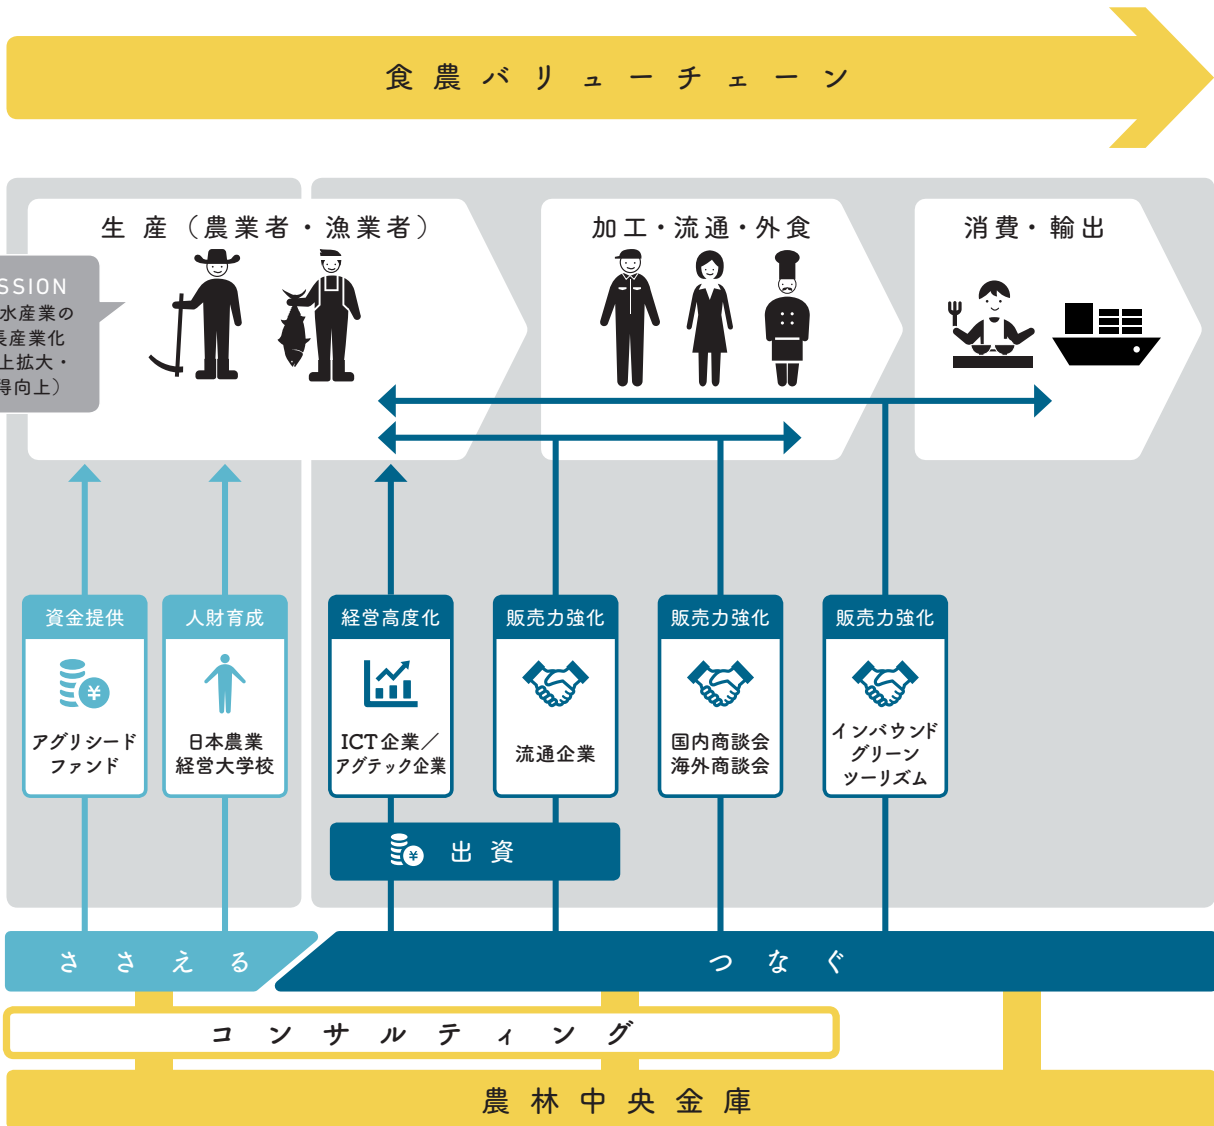 食農バリューチェーン
生産（農業者・漁業者）
加工・流通・外食
消費・輸出
SSION
水産業の
長産業化
上拡大・
得向上）
資金提供
アグリシード
ファンド
人財育成
日本農業
経営大学校
経営高度化
ICT企業／
アグテック企業
販売力強化
流通企業
販売力強化
国内商談会
海外商談会
販売力強化
インバウンド
グリーン
ツーリズム
¥
¥
出資
ささえる
つなぐ
コンサルティング
農林中央金庫